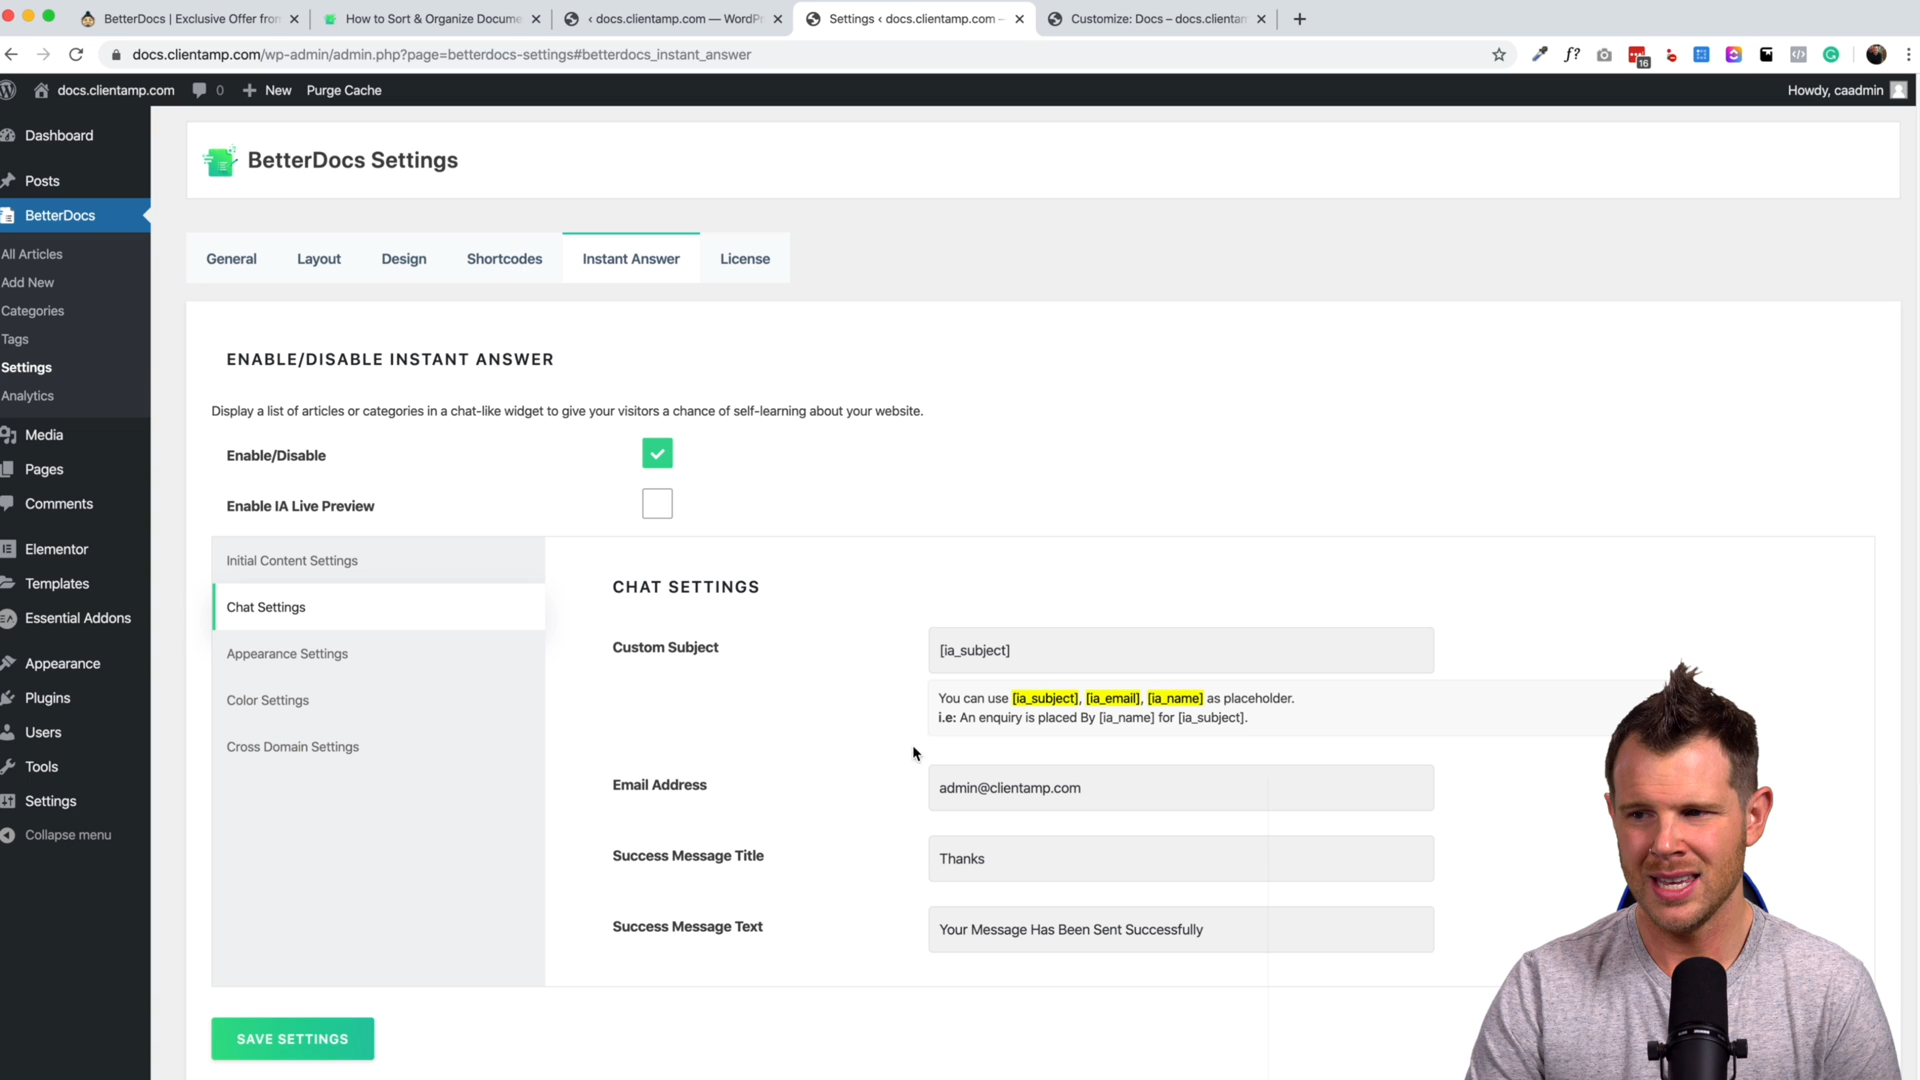 BetterDocs | Exclusive Offer from
How to Sort & Organize Docume
‹ docs.clientamp.com — WordPr
Settings ‹ docs.clientamp.com –
Customize: Docs – docs.clientam
docs.clientamp.com/wp-admin/admin.php?page=betterdocs-settings#betterdocs_instant_answer
f?
16
docs.clientamp.com
0
New
Purge Cache
Howdy, caadmin
Dashboard
Posts
BetterDocs
All Articles
Add New
Categories
Tags
Settings
Analytics
Media
Pages
Comments
Elementor
Templates
Essential Addons
Appearance
Plugins
Users
Tools
Settings
Collapse menu
BetterDocs Settings
General
Layout
Design
Shortcodes
Instant Answer
License
ENABLE/DISABLE INSTANT ANSWER
Display a list of articles or categories in a chat-like widget to give your visitors a chance of self-learning about your website.
Enable/Disable
Enable IA Live Preview
Initial Content Settings
Chat Settings
Appearance Settings
Color Settings
Cross Domain Settings
CHAT SETTINGS
Custom Subject
[ia_subject]
You can use [ia_subject], [ia_email], [ia_name] as placeholder.
i.e: An enquiry is placed By [ia_name] for [ia_subject].
Email Address
admin@clientamp.com
Success Message Title
Thanks
Success Message Text
Your Message Has Been Sent Successfully
SAVE SETTINGS